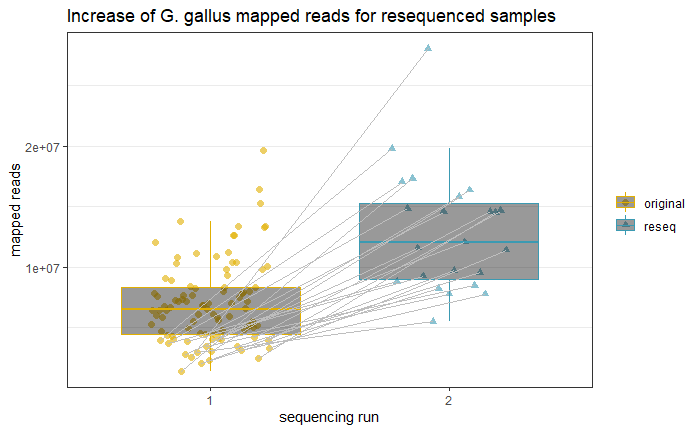 Increase of G. gallus mapped reads for resequenced samples
mapped reads
2e+07
1e+07
1
2
sequencing run
original
reseq